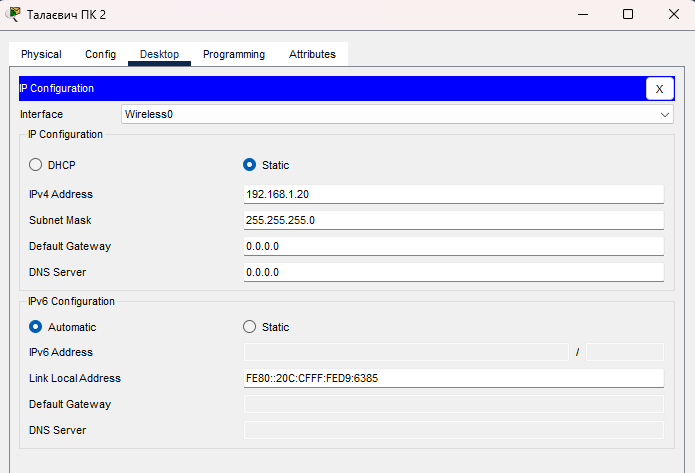 Талаєвич ПК 2
Physical Config Desktop Programming Attributes
IP Configuration X
Interface Wireless0
IP Configuration
DHCP Static
IPv4 Address 192.168.1.20
Subnet Mask 255.255.255.0
Default Gateway 0.0.0.0
DNS Server 0.0.0.0
IPv6 Configuration
Automatic Static
IPv6 Address /
Link Local Address FE80::20C:CFFF:FED9:6385
Default Gateway
DNS Server